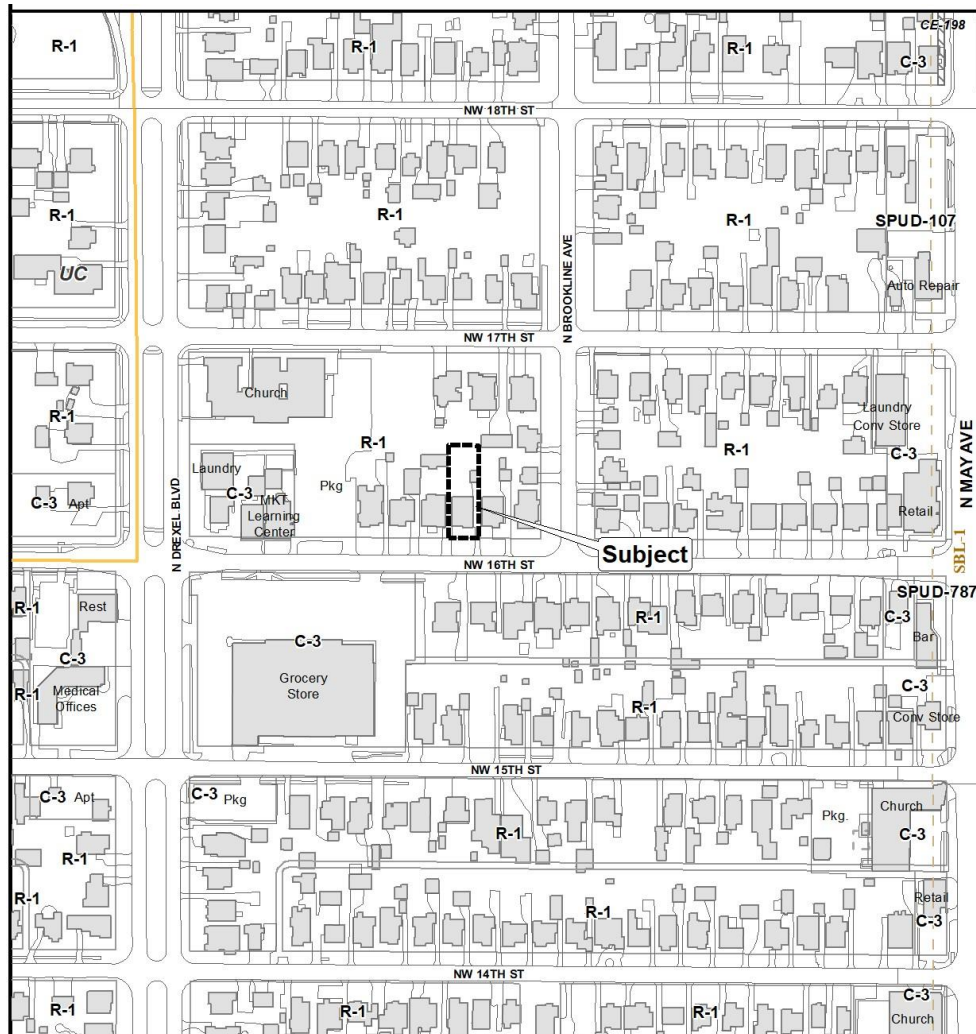 CE-198
R-1
R-1
R-1
C-3
NW 18TH ST
R-1
R-1
R-1
SPUD-107
UC
N BROOKLINE AVE
Auto Repair
NW 17TH ST
Church
R-1
Laundry
Conv Store
R-1
R-1
C-3
N MAY AVE
Laundry
Pkg
C-3
C-3 Apt
MKT
Learning
Center
Retail
N DREXEL BLVD
Subject
SBL 1
NW 16TH ST
SPUD-787
R-1
Rest
R-1
C-3
Bar
C-3
C-3
Grocery
Store
R-1
Medical
Offices
R-1
C-3
Conv Store
NW 15TH ST
C-3 Apt
C-3 Pkg
Church
Pkg.
R-1
C-3
R-1
R-1
Retail
R-1
C-3
NW 14TH ST
C-3
R-1
R-1
R-1
Church